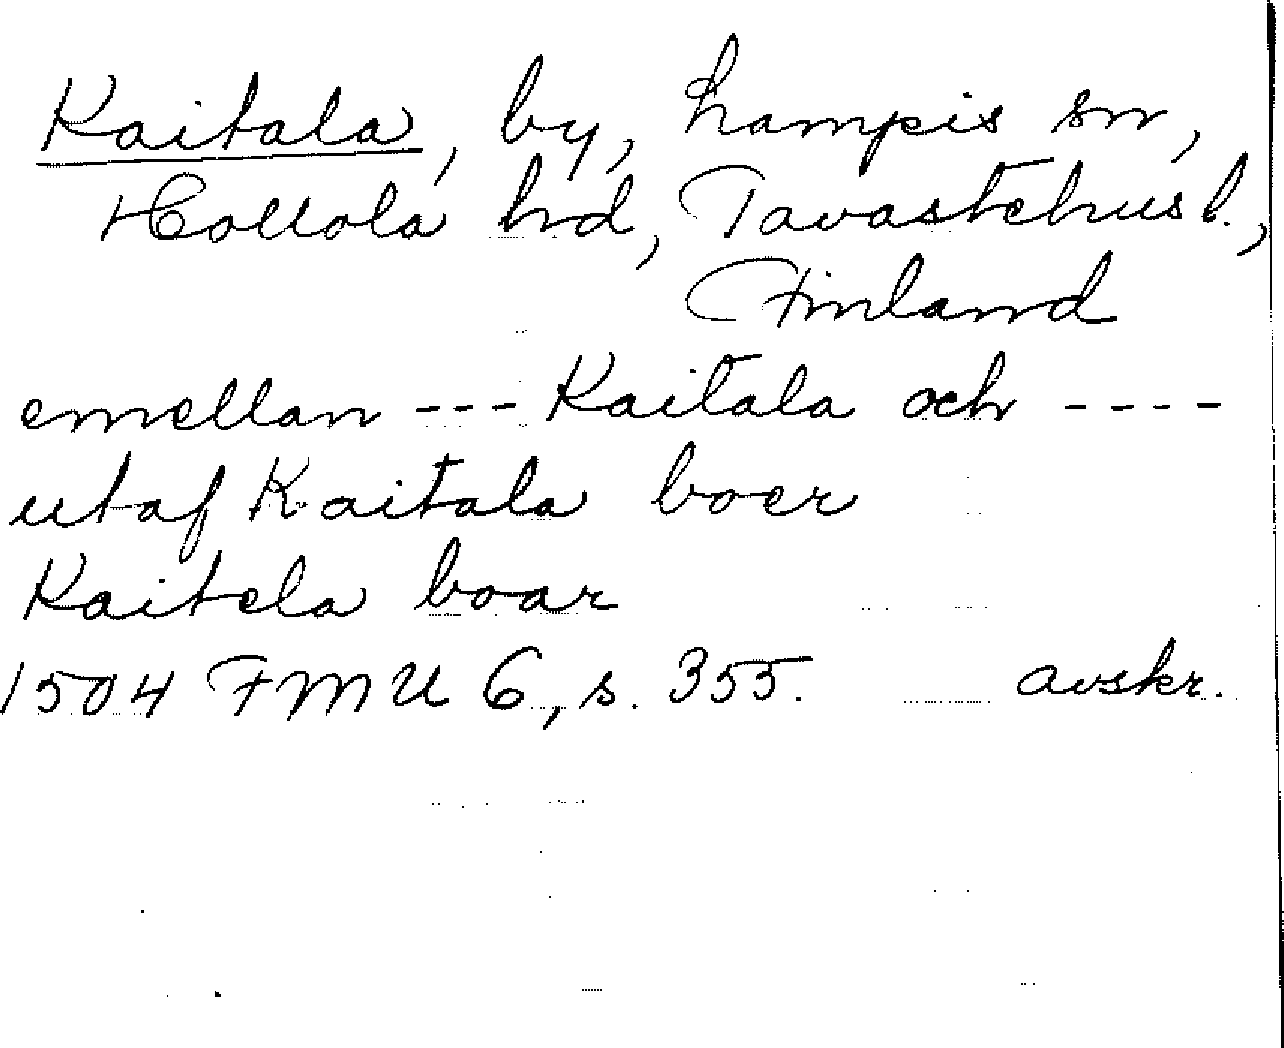 Kaitala, by, Lampis sn,
Hollola hd, Tavastehus l.,
Finland
emellan --- Kaitala och ----
utaf Kaitala boer
Kaitela boar
1504 FMU 6, s. 355. avskr.